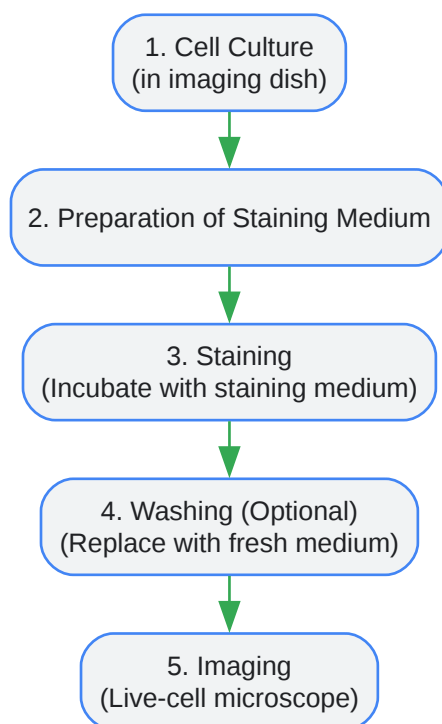 1. Cell Culture
(in imaging dish)
2. Preparation of Staining Medium
3. Staining
(Incubate with staining medium)
4. Washing (Optional)
(Replace with fresh medium)
5. Imaging
(Live-cell microscope)